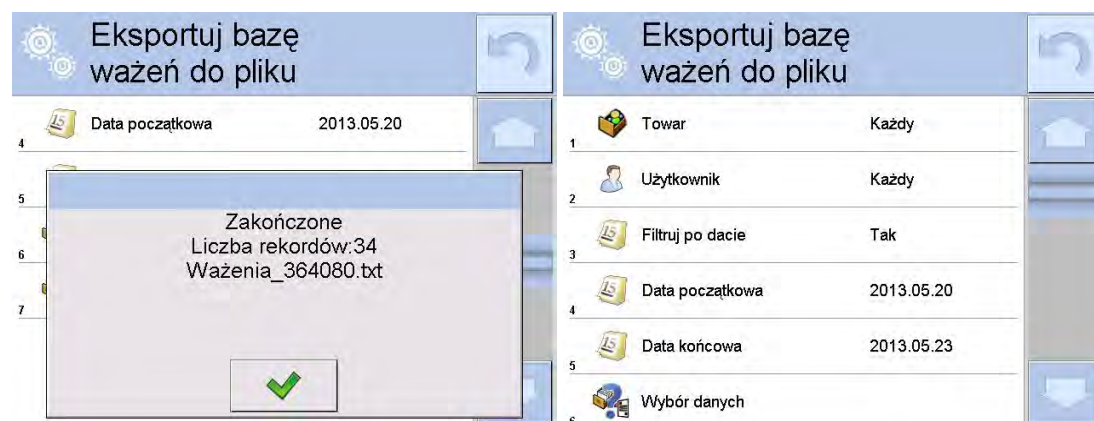 Eksportuj bazę
ważeń do pliku
4 Data początkowa 2013.05.20
5
6
7
Zakończone
Liczba rekordów:34
Ważenia_364080.txt
Eksportuj bazę
ważeń do pliku
1 Towar Każdy
2 Użytkownik Każdy
3 Filtruj po dacie Tak
4 Data początkowa 2013.05.20
5 Data końcowa 2013.05.23
Wybór danych